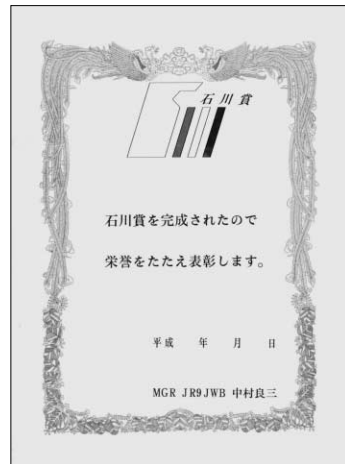 石川賞
石川賞を完成されたので
栄誉をたたえ表彰します。
平成 年 月 日
MGR JR9JWB 中村良三